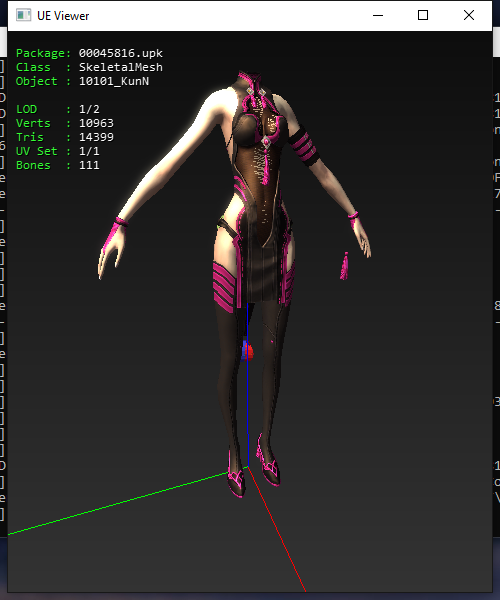 UE Viewer
Package: 00045816.upk
Class : SkeletalMesh
Object : 10101_KunN
LOD : 1/2
Verts : 10963
Tris : 14399
UV Set : 1/1
Bones : 111